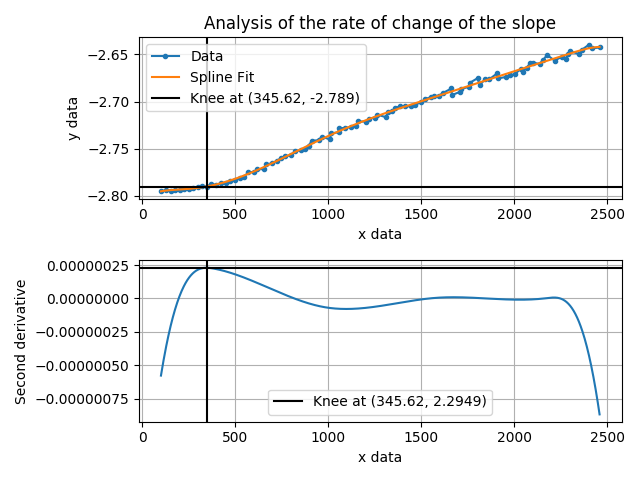 Analysis of the rate of change of the slope
−2.65
−2.70
−2.75
−2.80
y data
Data
Spline Fit
Knee at (345.62, -2.789)
0 500 1000 1500 2000 2500
x data
0.00000025
0.00000000
−0.00000025
−0.00000050
−0.00000075
Second derivative
Knee at (345.62, 2.2949)
0 500 1000 1500 2000 2500
x data